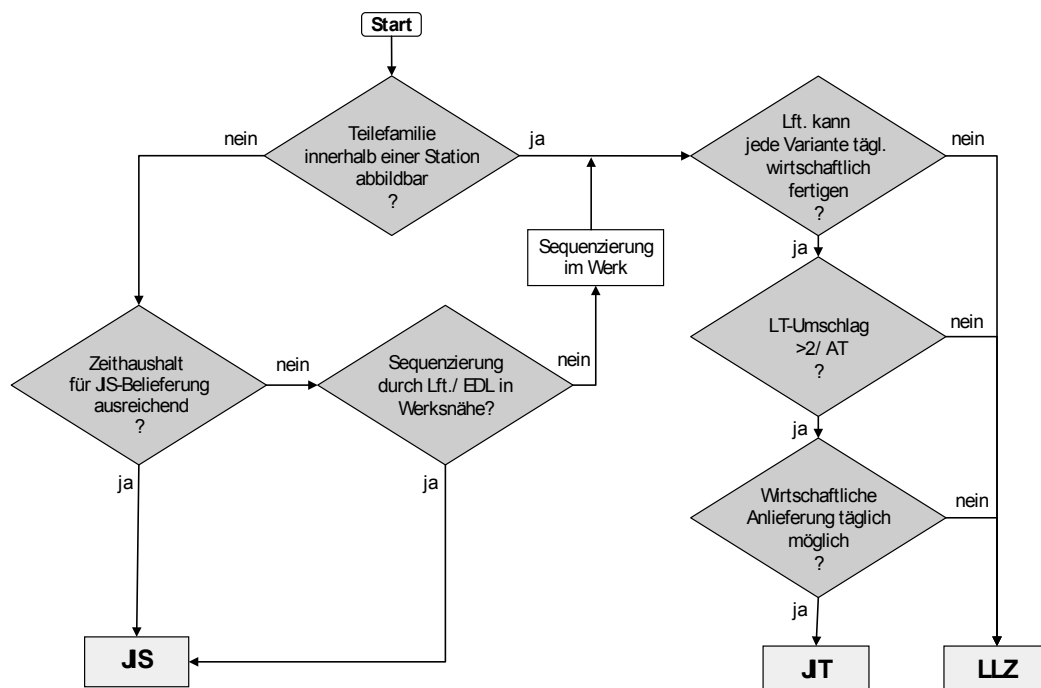 Start
nein
Teilefamilie
innerhalb einer Station
abbildbar
?
ja
Lft. kann
jede Variante tägl.
wirtschaftlich
fertigen
?
nein
ja
Sequenzierung
im Werk
LT-Umschlag
>2/ AT
?
nein
ja
Zeithaushalt
für JIS-Belieferung
ausreichend
?
nein
ja
Sequenzierung
durch Lft./ EDL in
Werksnähe?
nein
ja
Wirtschaftliche
Anlieferung täglich
möglich
?
nein
ja
JIS
JIT
LLZ